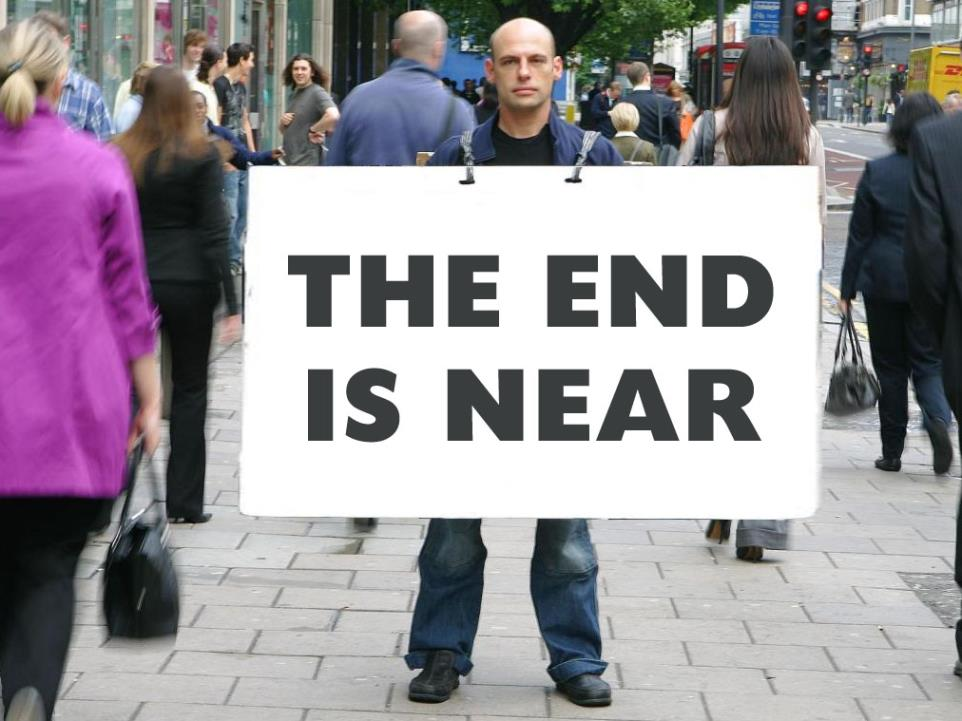 THE END
IS NEAR